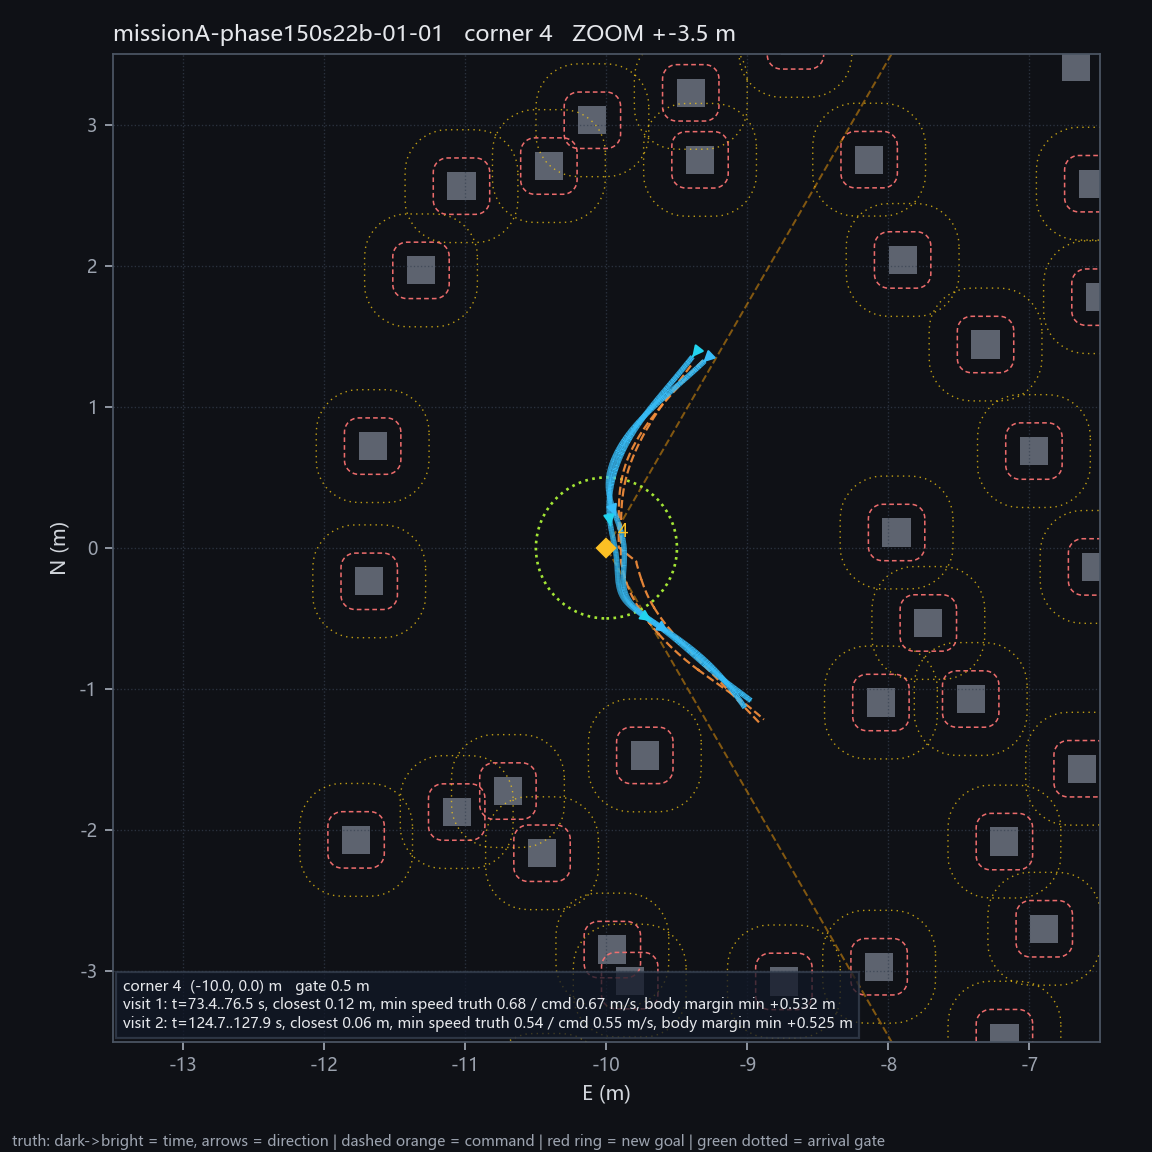 missionA-phase150s22b-01-01 corner 4 ZOOM +-3.5 m
3
2
1
0
-1
-2
-3
N (m)
4
corner 4 (-10.0, 0.0) m gate 0.5 m
visit 1: t=73.4..76.5 s, closest 0.12 m, min speed truth 0.68 / cmd 0.67 m/s, body margin min +0.532 m
visit 2: t=124.7..127.9 s, closest 0.06 m, min speed truth 0.54 / cmd 0.55 m/s, body margin min +0.525 m
-13 -12 -11 -10 -9 -8 -7
E (m)
truth: dark->bright = time, arrows = direction | dashed orange = command | red ring = new goal | green dotted = arrival gate